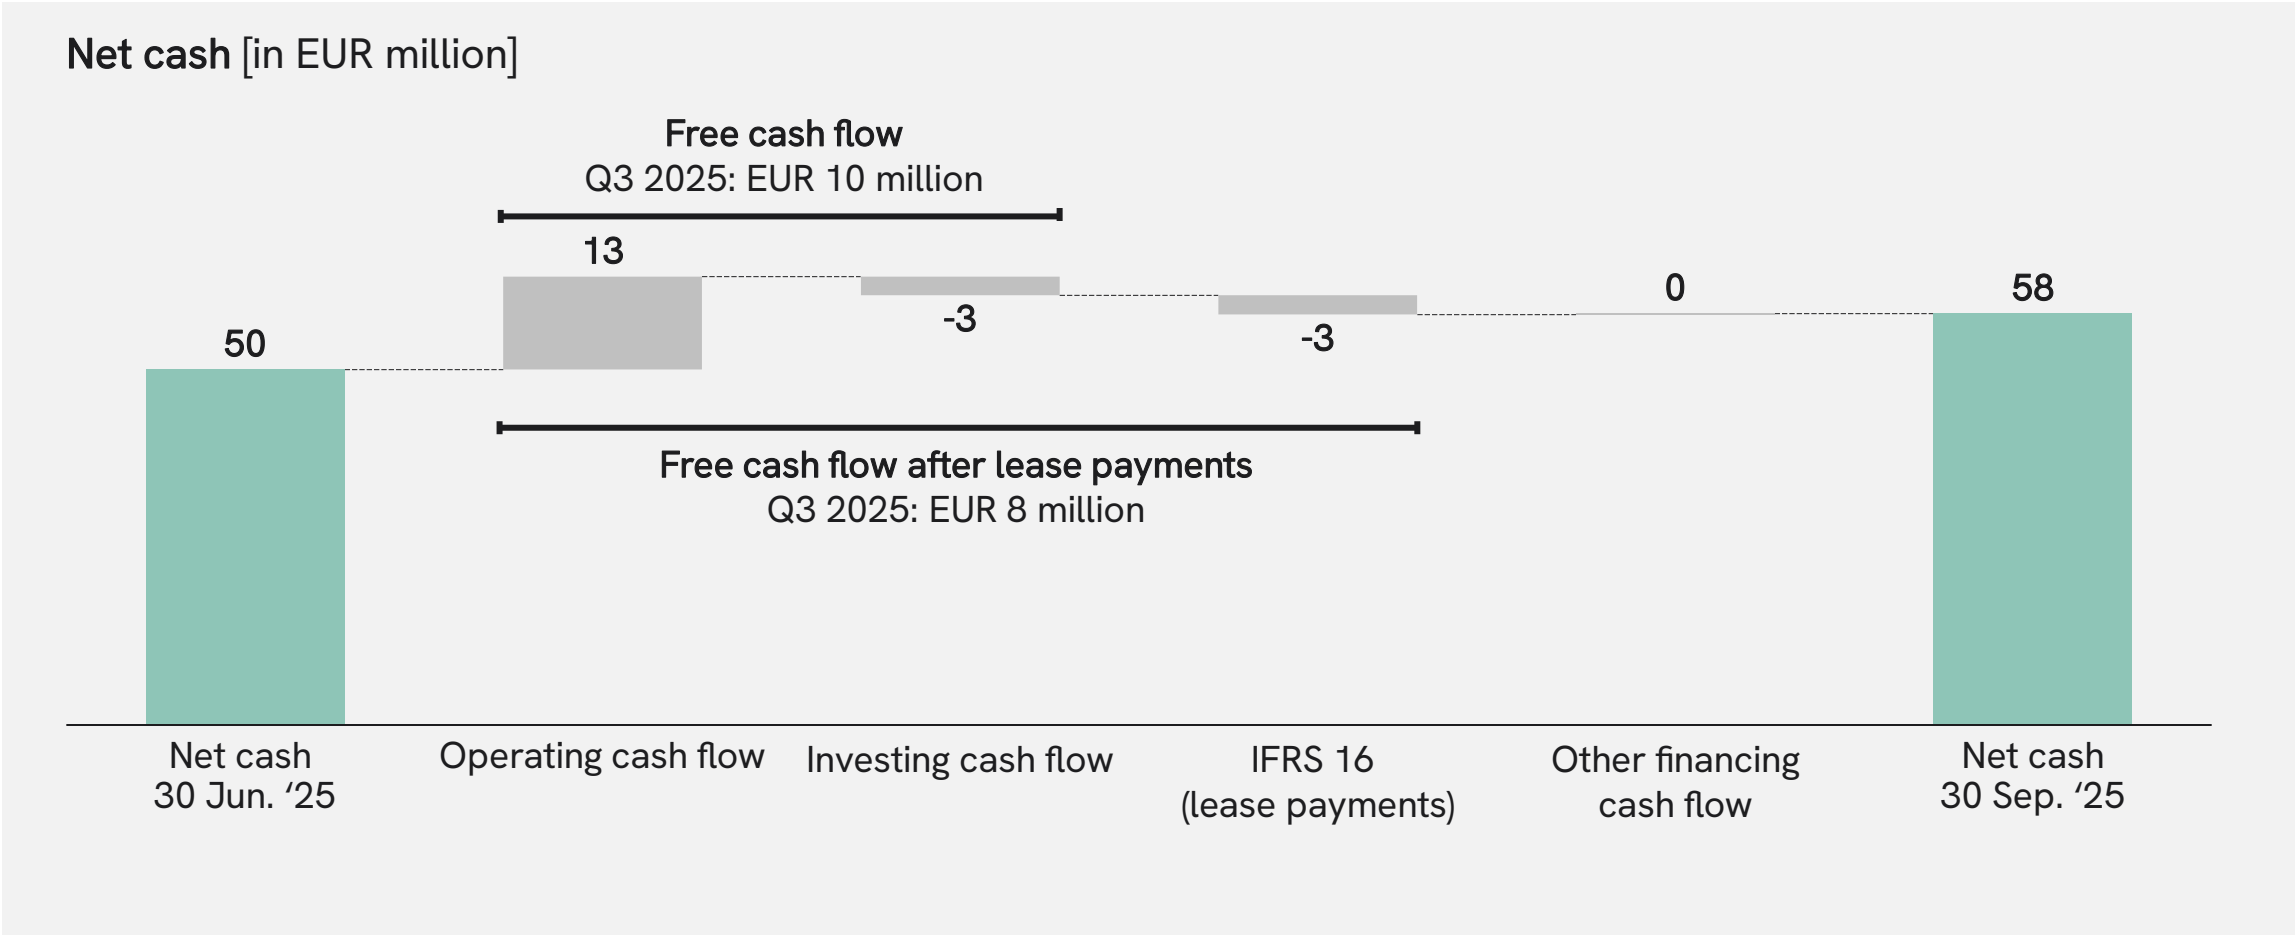 Net cash [in EUR million]
Free cash flow
Q3 2025: EUR 10 million
13
-3
-3
0
58
50
Free cash flow after lease payments
Q3 2025: EUR 8 million
Net cash
30 Jun. ‘25
Operating cash flow
Investing cash flow
IFRS 16
(lease payments)
Other financing
cash flow
Net cash
30 Sep. ‘25